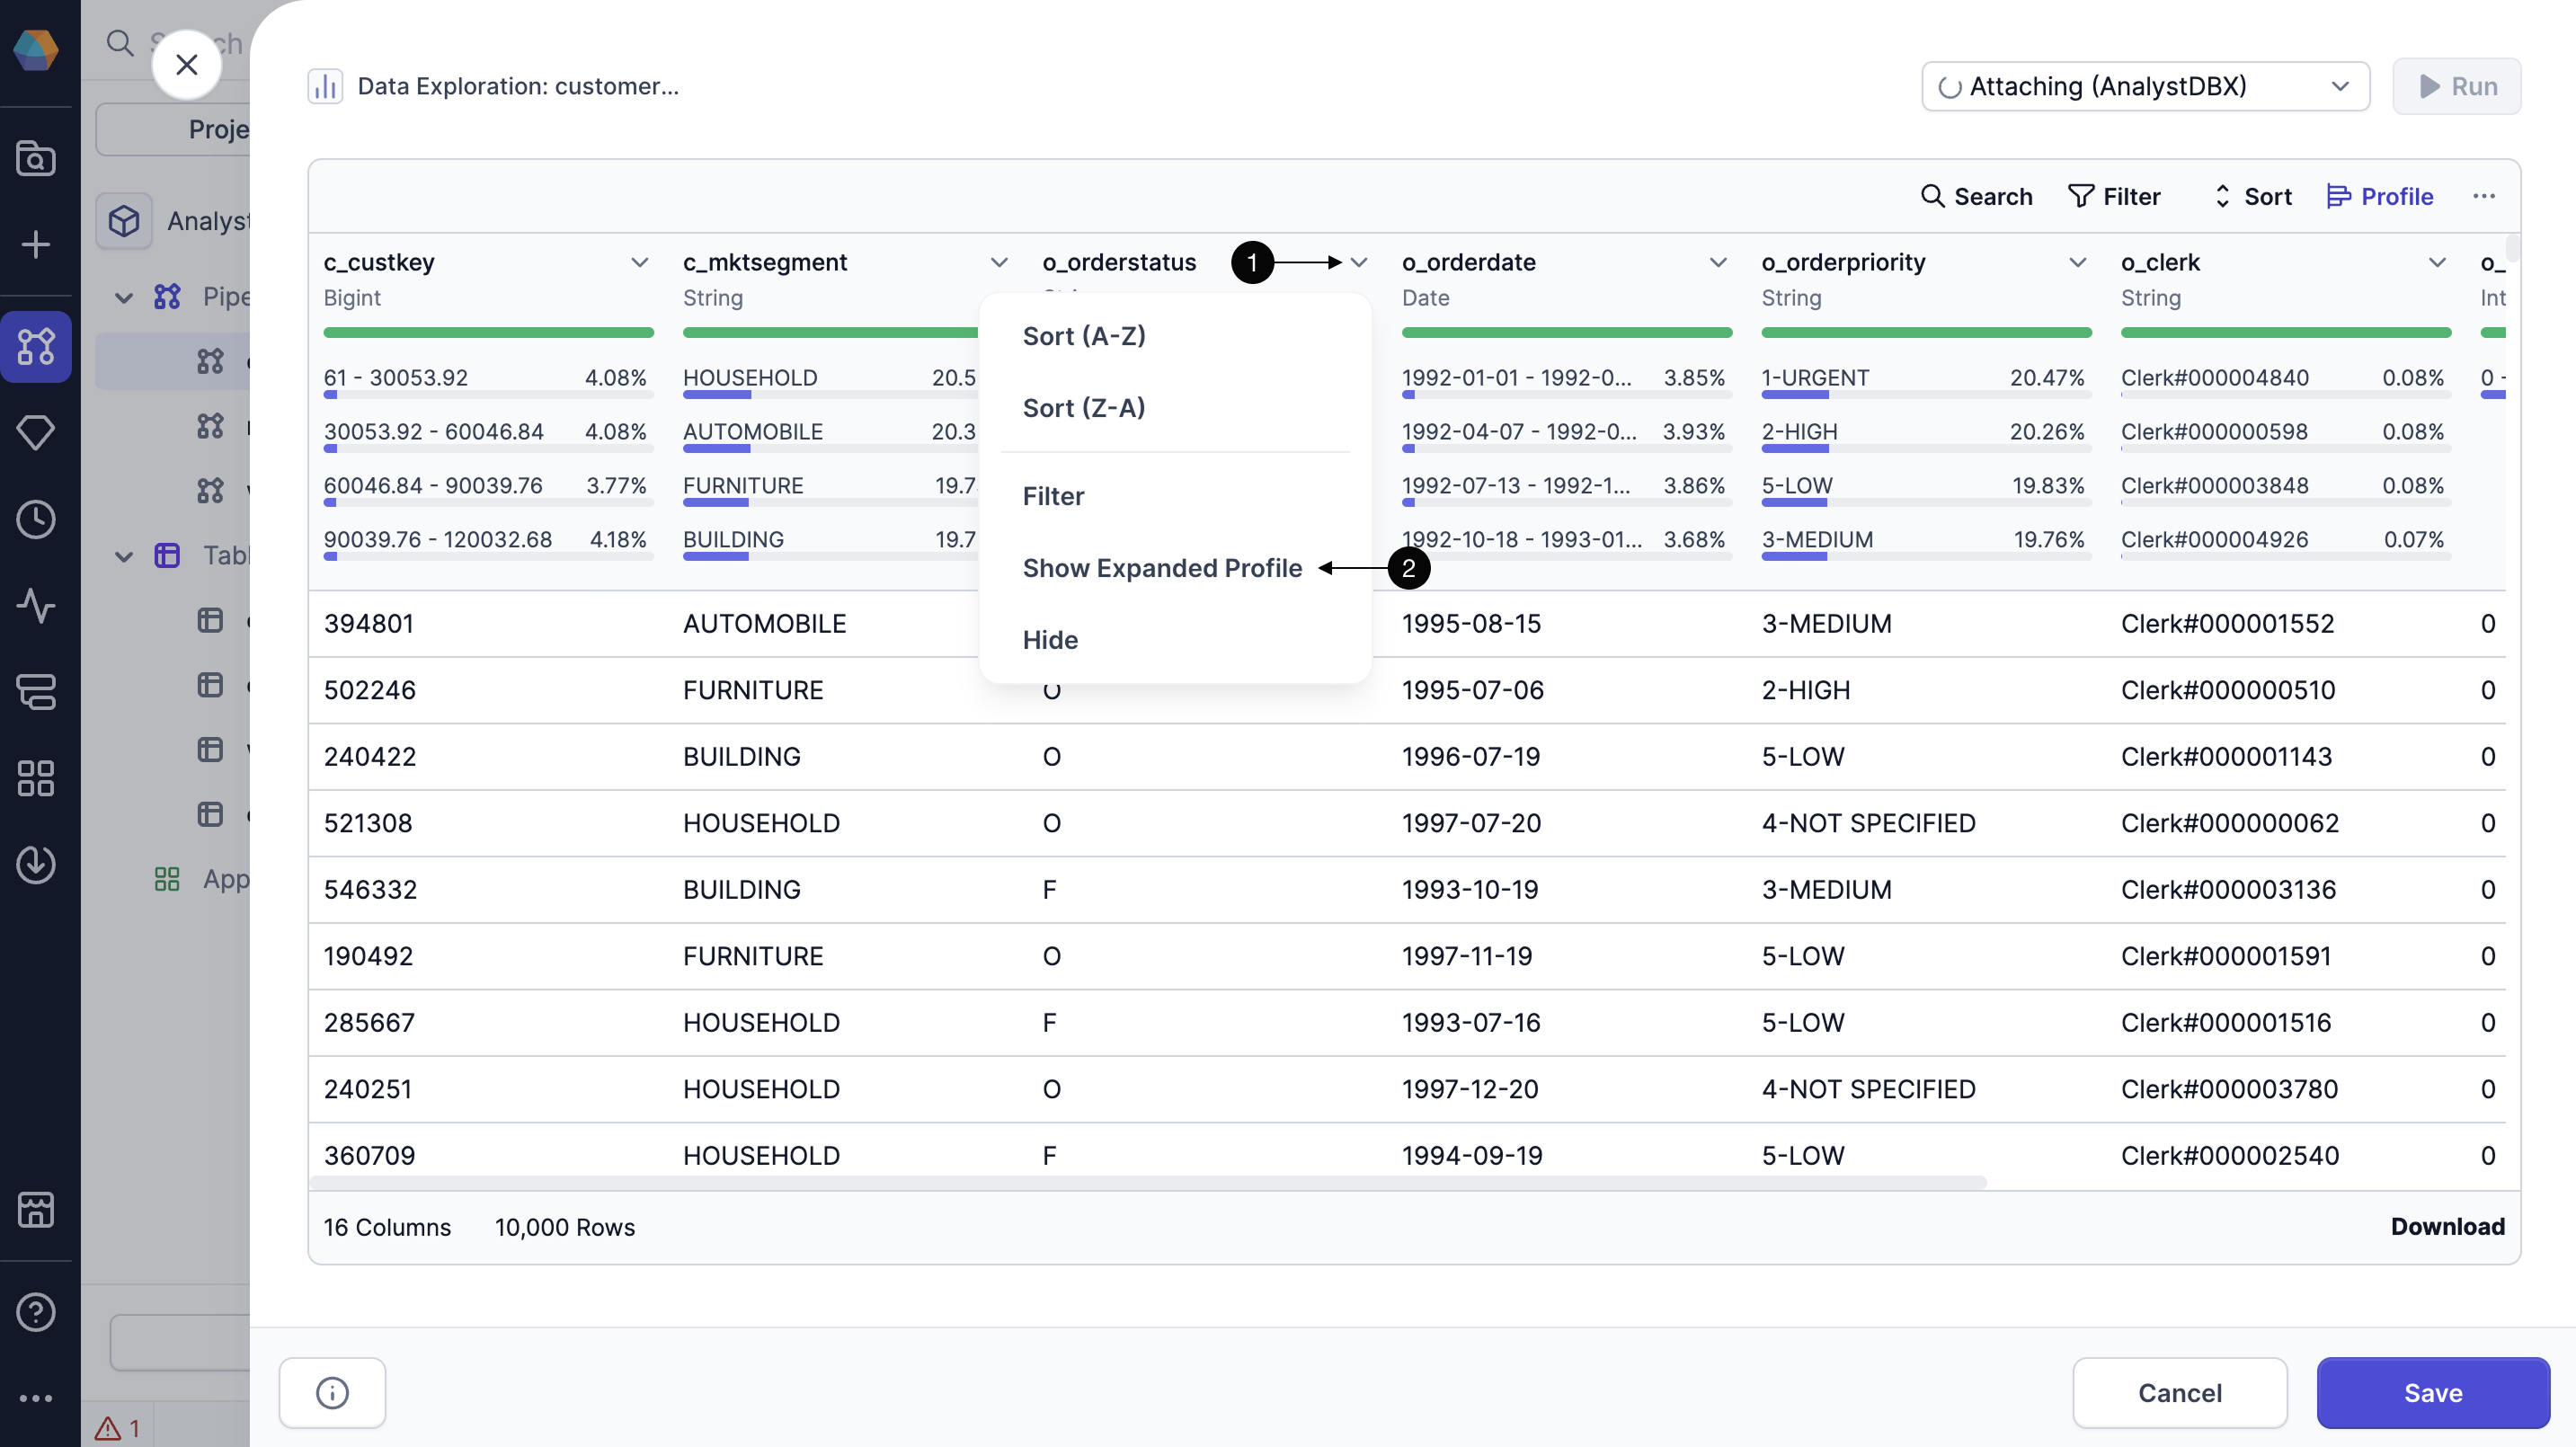 Data Exploration: customer...
Attaching (AnalystDBX)
Run
Proje
Analyst
Pipe
Tabl
App
1
Search
Filter
Sort
Profile
c_custkey
c_mktsegment
o_orderstatus
1
o_orderdate
o_orderpriority
o_clerk
o_
Bigint
String
Date
String
String
Int
Sort (A-Z)
Sort (Z-A)
Filter
Show Expanded Profile
2
Hide
61 - 30053.92 4.08% HOUSEHOLD 20.5 1992-01-01 - 1992-0... 3.85% 1-URGENT 20.47% Clerk#000004840 0.08% 0 -
30053.92 - 60046.84 4.08% AUTOMOBILE 20.3 1992-04-07 - 1992-0... 3.93% 2-HIGH 20.26% Clerk#000000598 0.08%
60046.84 - 90039.76 3.77% FURNITURE 19.7 1992-07-13 - 1992-1... 3.86% 5-LOW 19.83% Clerk#000003848 0.08%
90039.76 - 120032.68 4.18% BUILDING 19.7 1992-10-18 - 1993-01... 3.68% 3-MEDIUM 19.76% Clerk#000004926 0.07%
394801 AUTOMOBILE 1995-08-15 3-MEDIUM Clerk#000001552 0
502246 FURNITURE O 1995-07-06 2-HIGH Clerk#000000510 0
240422 BUILDING O 1996-07-19 5-LOW Clerk#000001143 0
521308 HOUSEHOLD O 1997-07-20 4-NOT SPECIFIED Clerk#000000062 0
546332 BUILDING F 1993-10-19 3-MEDIUM Clerk#000003136 0
190492 FURNITURE O 1997-11-19 5-LOW Clerk#000001591 0
285667 HOUSEHOLD F 1993-07-16 5-LOW Clerk#000001516 0
240251 HOUSEHOLD O 1997-12-20 4-NOT SPECIFIED Clerk#000003780 0
360709 HOUSEHOLD F 1994-09-19 5-LOW Clerk#000002540 0
16 Columns 10,000 Rows
Download
Cancel
Save